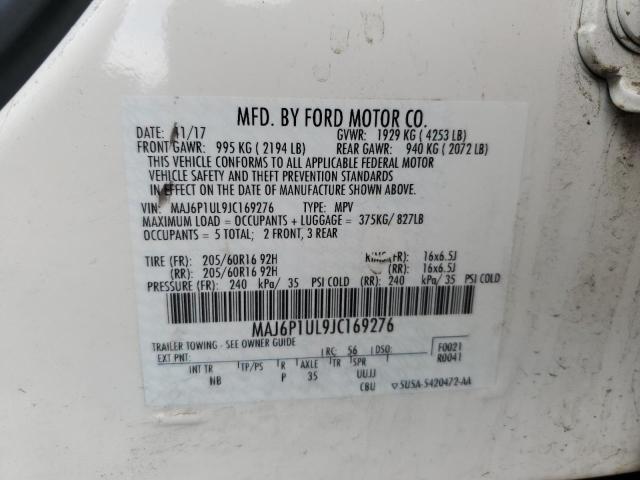 MFD. BY FORD MOTOR CO.
DATE: 11/17 GVWR: 1929 KG ( 4253 LB)
FRONT GAWR: 995 KG ( 2194 LB) REAR GAWR: 940 KG ( 2072 LB)
THIS VEHICLE CONFORMS TO ALL APPLICABLE FEDERAL MOTOR
VEHICLE SAFETY AND THEFT PREVENTION STANDARDS
IN EFFECT ON THE DATE OF MANUFACTURE SHOWN ABOVE.
VIN: MAJ6P1UL9JC169276 TYPE: MPV
MAXIMUM LOAD = OCCUPANTS + LUGGAGE = 375KG/ 827LB
OCCUPANTS = 5 TOTAL; 2 FRONT, 3 REAR
TIRE (FR): 205/60R16 92H (FR): 16x6.5J
(RR): 205/60R16 92H (RR): 16x6.5J
PRESSURE (FR): 240 kPa/ 35 PSI COLD (RR): 240 kPa/ 35 PSI COLD
MAJ6P1UL9JC169276
TRAILER TOWING - SEE OWNER GUIDE
EXT PNT: RC: 56 DSO: F0021
R0041
INT TR TP/PS R AXLE TR SPR
NB P 35 UUJJ
CBU 5USA-5420472-AA